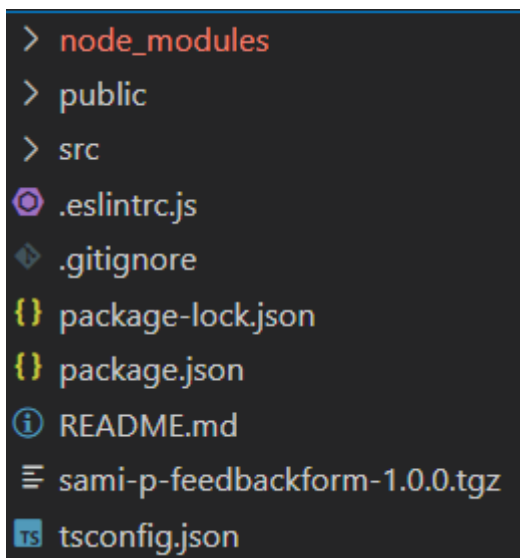 node_modules
public
src
.eslintrc.js
.gitignore
{} package-lock.json
{} package.json
README.md
sami-p-feedbackform-1.0.0.tgz
TS tsconfig.json